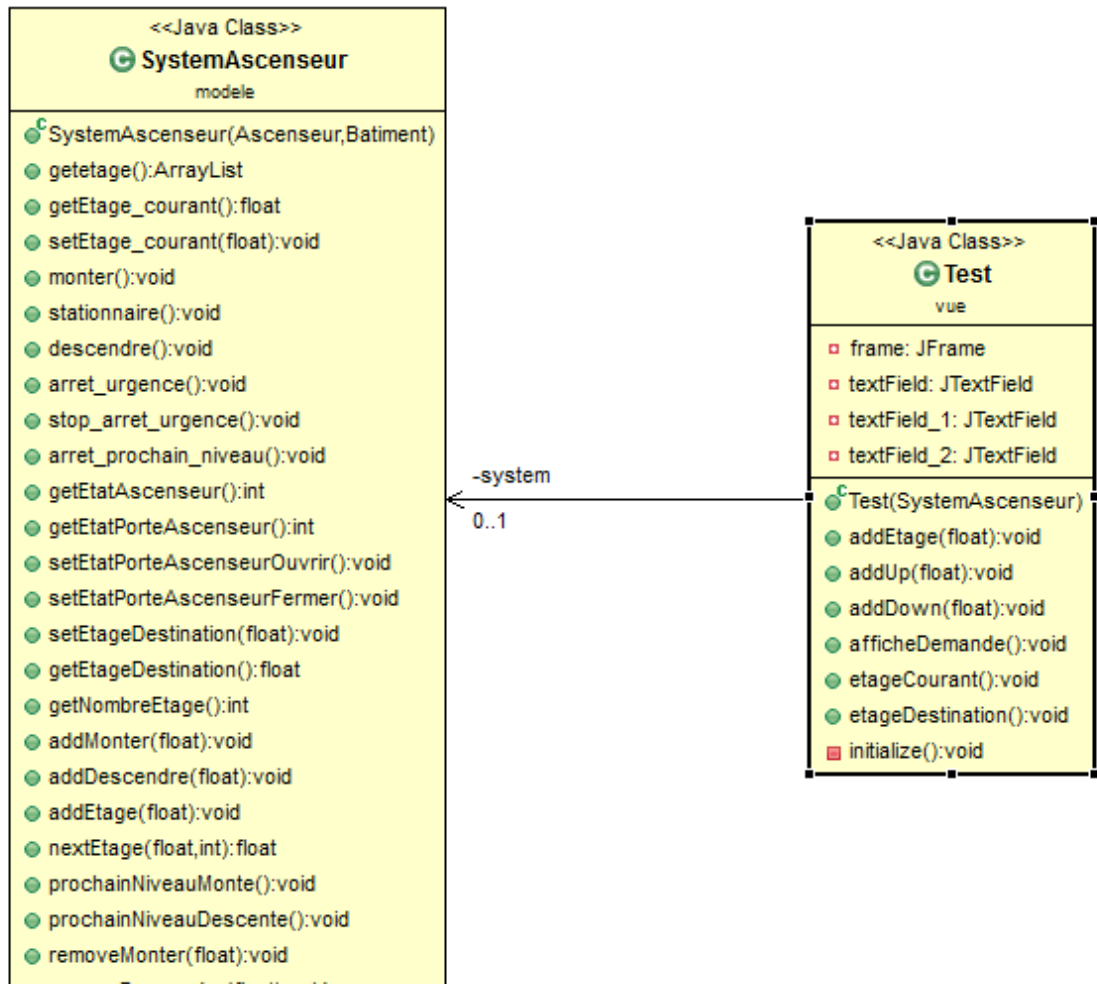 <<Java Class>>
SystemAscenseur
modele
SystemAscenseur(Ascenseur,Batiment)
getetage():ArrayList
getEtage_courant():float
setEtage_courant(float):void
monter():void
stationnaire():void
descendre():void
arret_urgence():void
stop_arret_urgence():void
arret_prochain_niveau():void
getEtatAscenseur():int
getEtatPorteAscenseur():int
setEtatPorteAscenseurOuvrir():void
setEtatPorteAscenseurFermer():void
setEtageDestination(float):void
getEtageDestination():float
getNombreEtage():int
addMonter(float):void
addDescendre(float):void
addEtage(float):void
nextEtage(float,int):float
prochainNiveauMonte():void
prochainNiveauDescente():void
removeMonter(float):void
-system
0..1
<<Java Class>>
Test
vue
frame: JFrame
textField: JTextField
textField_1: JTextField
textField_2: JTextField
Test(SystemAscenseur)
addEtage(float):void
addUp(float):void
addDown(float):void
afficheDemande():void
etageCourant():void
etageDestination():void
initialize():void